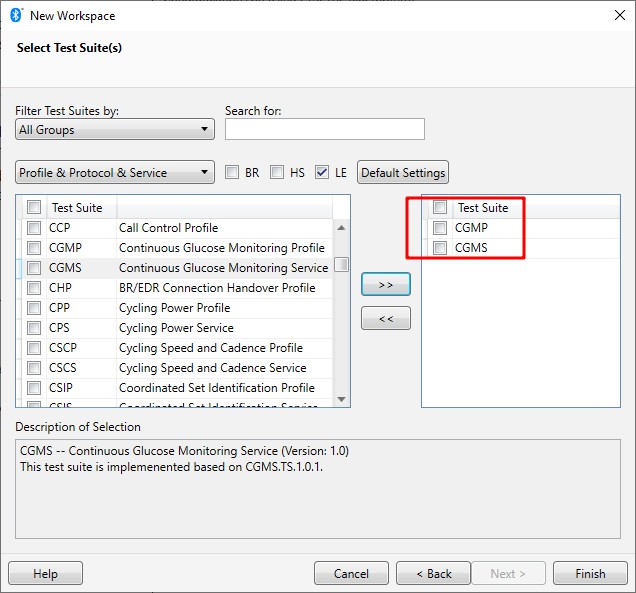 New Workspace
Select Test Suite(s)
Filter Test Suites by:
Search for:
All Groups
Profile & Protocol & Service
BR
HS
LE
Default Settings
Test Suite
CCP Call Control Profile
CGMP Continuous Glucose Monitoring Profile
CGMS Continuous Glucose Monitoring Service
CHP BR/EDR Connection Handover Profile
CPP Cycling Power Profile
CPS Cycling Power Service
CSCP Cycling Speed and Cadence Profile
CSCS Cycling Speed and Cadence Service
CSIP Coordinated Set Identification Profile
CSIS Coordinated Set Identification Service
>>
<<
Test Suite
CGMP
CGMS
Description of Selection
CGMS -- Continuous Glucose Monitoring Service (Version: 1.0)
This test suite is implemenented based on CGMS.TS.1.0.1.
Help
Cancel
< Back
Next >
Finish